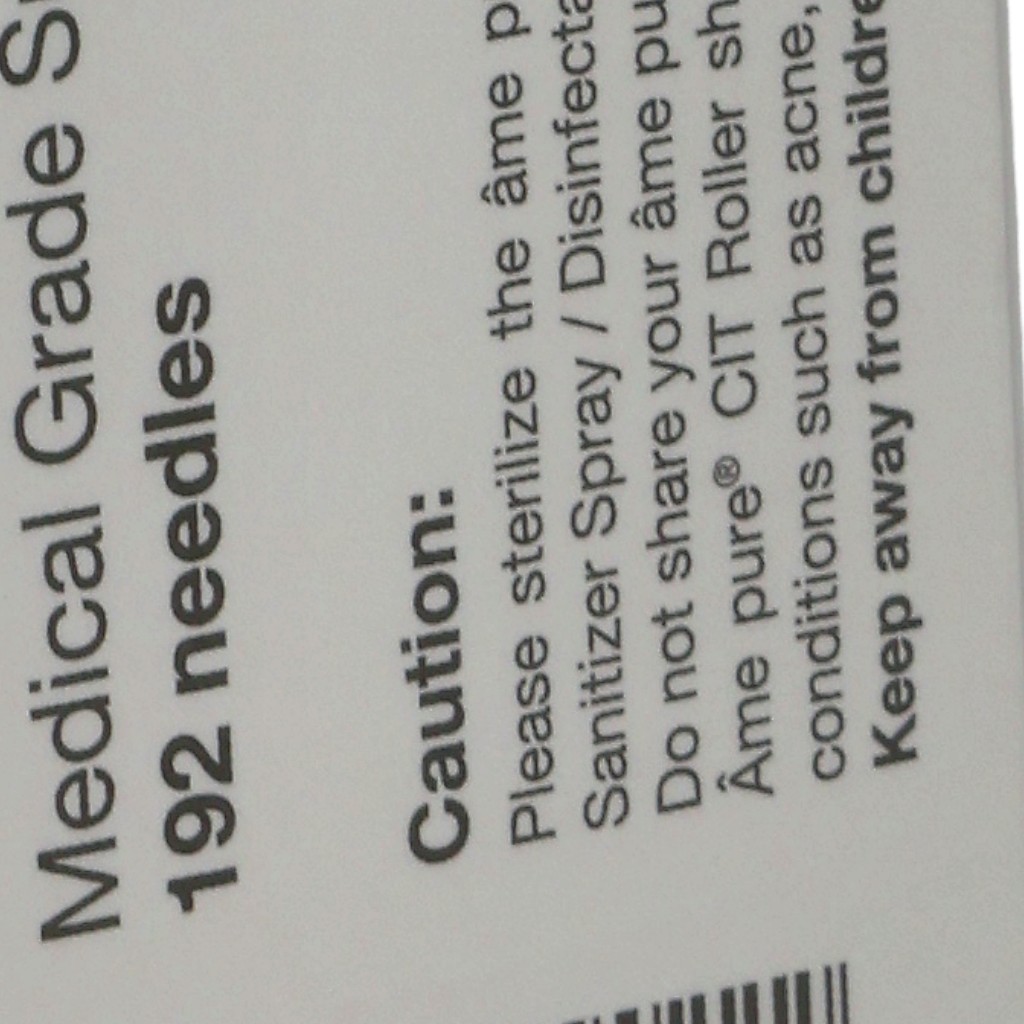 Medical Grade S
192 needles
Caution:
Please sterilize the âme p
Sanitizer Spray / Disinfecta
Do not share your âme pu
Âme pure® CIT Roller sh
conditions such as acne,
Keep away from childre